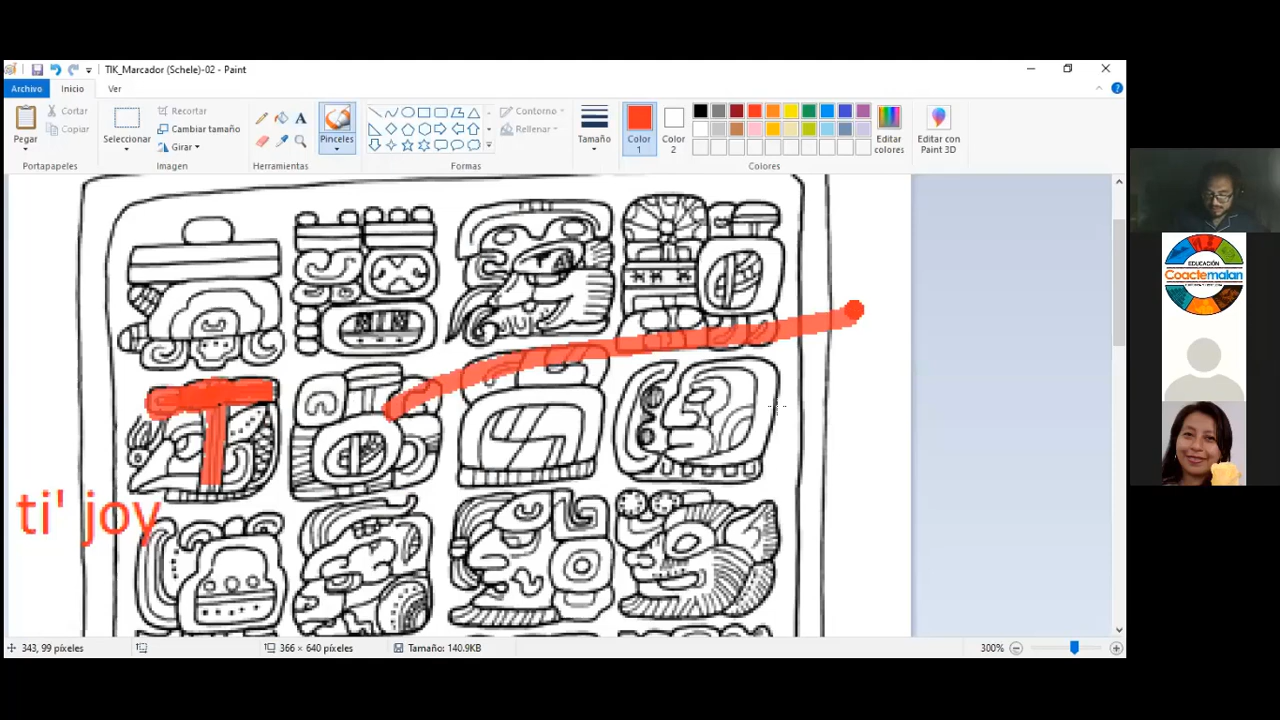 TIK_Marcador (Schele)-02 - Paint
Archivo
Inicio
Ver
Pegar
Cortar
Copiar
Portapapeles
Seleccionar
Recortar
Cambiar tamaño
Girar
Imagen
A
Herramientas
Pinceles
Contorno
Rellenar
Formas
Tamaño
Color
1
Color
2
Editar
colores
Editar con
Paint 3D
Colores
EDUCACIÓN
Coactemalan
ti' joy
343, 99 píxeles
366 × 640 píxeles
Tamaño: 140.9KB
300%